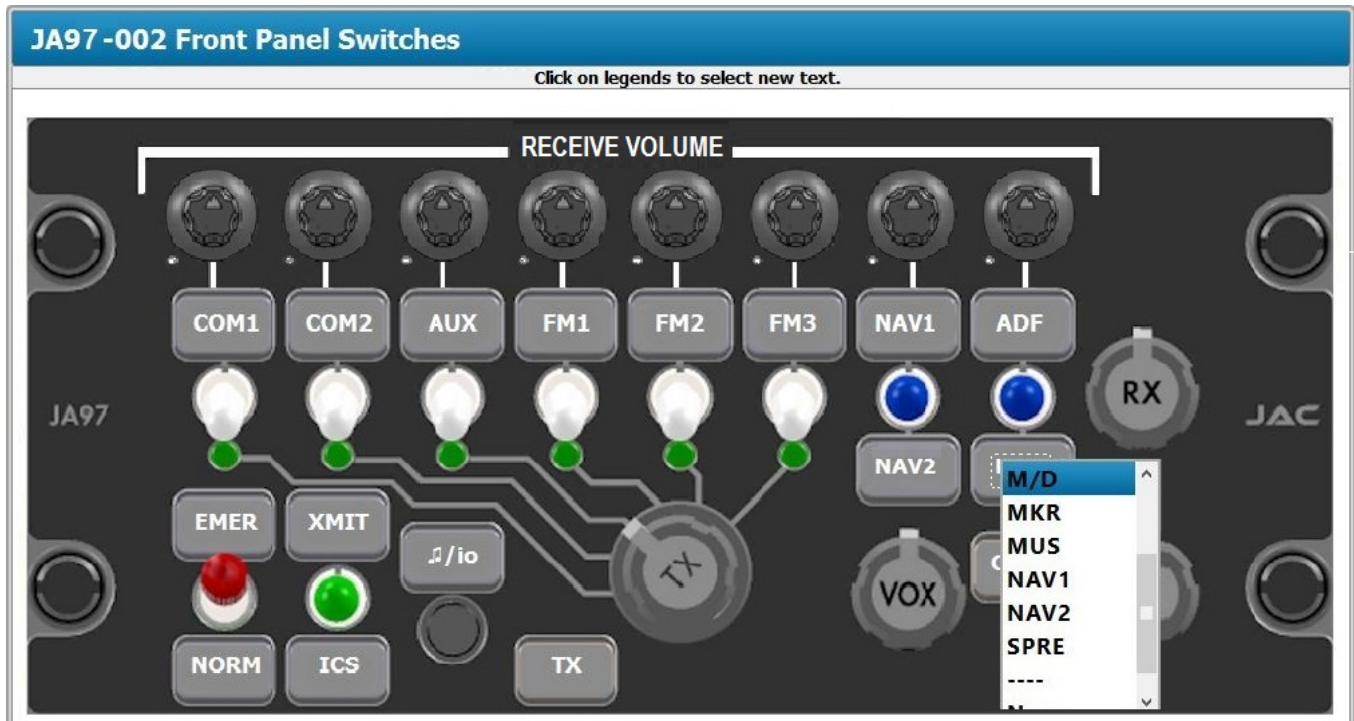 JA97-002 Front Panel Switches
Click on legends to select new text.
RECEIVE VOLUME
COM1 COM2 AUX FM1 FM2 FM3 NAV1 ADF
RX
JA97
JAC
NAV2
M/D
MKR
MUS
NAV1
NAV2
SPRE
----
EMER XMIT
♫/io
TX
VOX
NORM ICS
TX